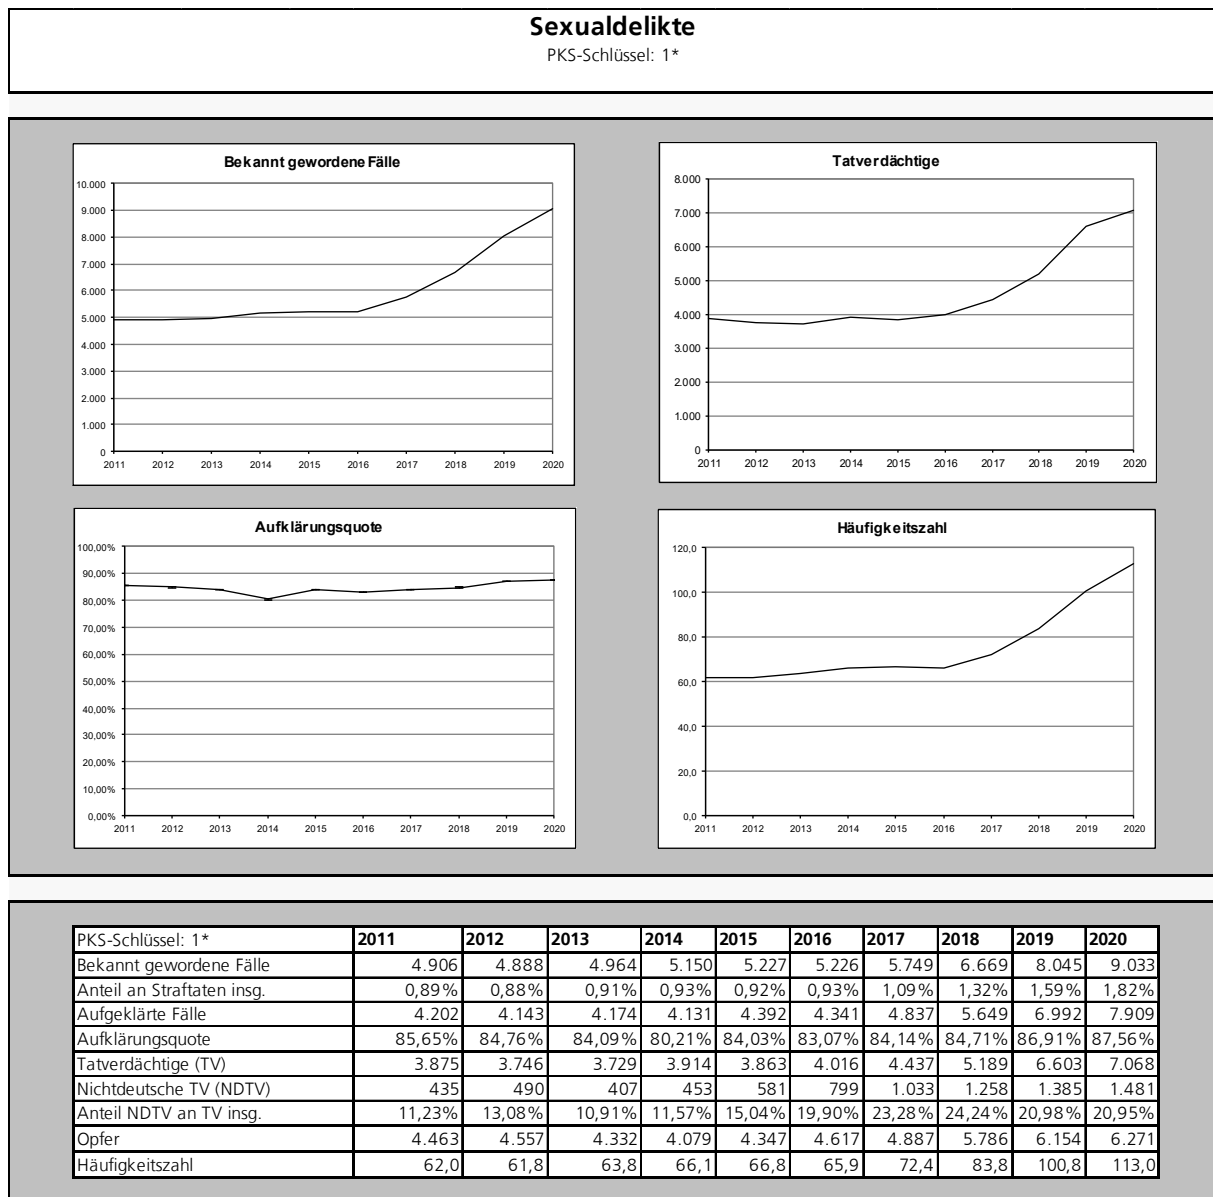 Sexualdelikte
PKS-Schlüssel: 1*
Bekannt gewordene Fälle
10.000
9.000
8.000
7.000
6.000
5.000
4.000
3.000
2.000
1.000
0
2011 2012 2013 2014 2015 2016 2017 2018 2019 2020
Tatverdächtige
8.000
7.000
6.000
5.000
4.000
3.000
2.000
1.000
0
2011 2012 2013 2014 2015 2016 2017 2018 2019 2020
Aufklärungsquote
100,00%
90,00%
80,00%
70,00%
60,00%
50,00%
40,00%
30,00%
20,00%
10,00%
0,00%
2011 2012 2013 2014 2015 2016 2017 2018 2019 2020
Häufigkeitszahl
120,0
100,0
80,0
60,0
40,0
20,0
0,0
2011 2012 2013 2014 2015 2016 2017 2018 2019 2020
PKS-Schlüssel: 1* 2011 2012 2013 2014 2015 2016 2017 2018 2019 2020
Bekannt gewordene Fälle 4.906 4.888 4.964 5.150 5.227 5.226 5.749 6.669 8.045 9.033
Anteil an Straftaten insg. 0,89% 0,88% 0,91% 0,93% 0,92% 0,93% 1,09% 1,32% 1,59% 1,82%
Aufgeklärte Fälle 4.202 4.143 4.174 4.131 4.392 4.341 4.837 5.649 6.992 7.909
Aufklärungsquote 85,65% 84,76% 84,09% 80,21% 84,03% 83,07% 84,14% 84,71% 86,91% 87,56%
Tatverdächtige (TV) 3.875 3.746 3.729 3.914 3.863 4.016 4.437 5.189 6.603 7.068
Nichtdeutsche TV (NDTV) 435 490 407 453 581 799 1.033 1.258 1.385 1.481
Anteil NDTV an TV insg. 11,23% 13,08% 10,91% 11,57% 15,04% 19,90% 23,28% 24,24% 20,98% 20,95%
Opfer 4.463 4.557 4.332 4.079 4.347 4.617 4.887 5.786 6.154 6.271
Häufigkeitszahl 62,0 61,8 63,8 66,1 66,8 65,9 72,4 83,8 100,8 113,0